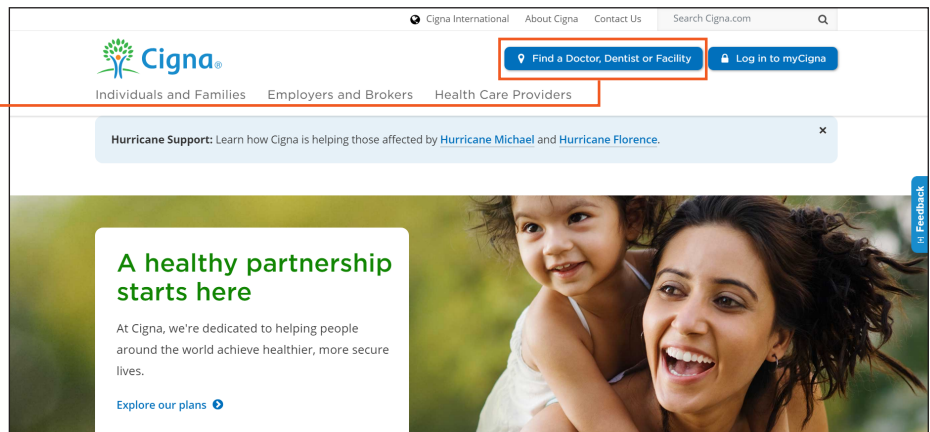 Cigna International About Cigna Contact Us Search Cigna.com
Cigna®
Find a Doctor, Dentist or Facility Log in to myCigna
Individuals and Families Employers and Brokers Health Care Providers
Hurricane Support: Learn how Cigna is helping those affected by Hurricane Michael and Hurricane Florence. ×
Feedback
A healthy partnership
starts here
At Cigna, we're dedicated to helping people
around the world achieve healthier, more secure
lives.
Explore our plans